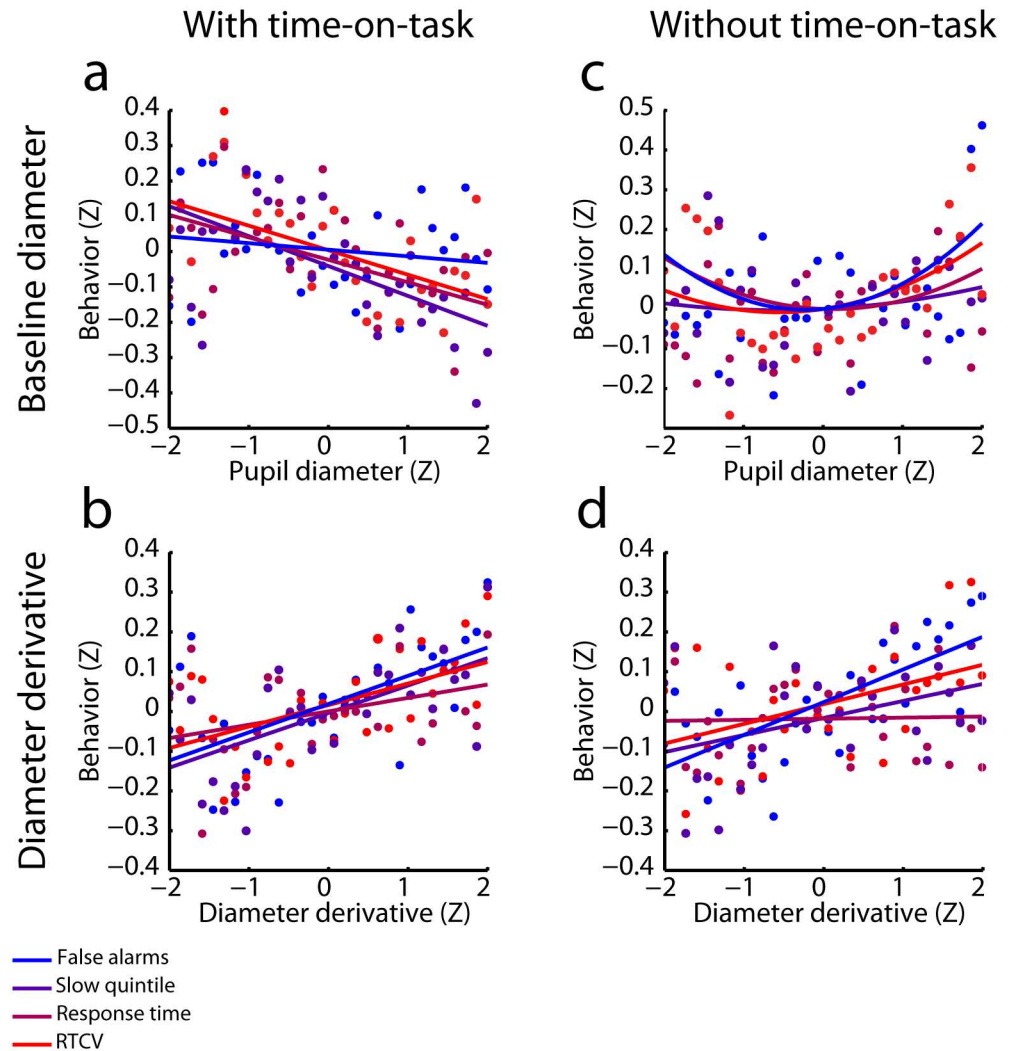 With time-on-task
Without time-on-task
a
c
Baseline diameter
Behavior (Z)
0.4
0.3
0.2
0.1
0
−0.1
−0.2
−0.3
−0.4
−0.5
−2
−1
0
1
2
Pupil diameter (Z)
Behavior (Z)
0.5
0.4
0.3
0.2
0.1
0
−0.1
−0.2
−2
−1
0
1
2
Pupil diameter (Z)
b
d
Diameter derivative
Behavior (Z)
0.4
0.3
0.2
0.1
0
−0.1
−0.2
−0.3
−0.4
−2
−1
0
1
2
Diameter derivative (Z)
Behavior (Z)
0.4
0.3
0.2
0.1
0
−0.1
−0.2
−0.3
−0.4
−2
−1
0
1
2
Diameter derivative (Z)
False alarms
Slow quintile
Response time
RTCV